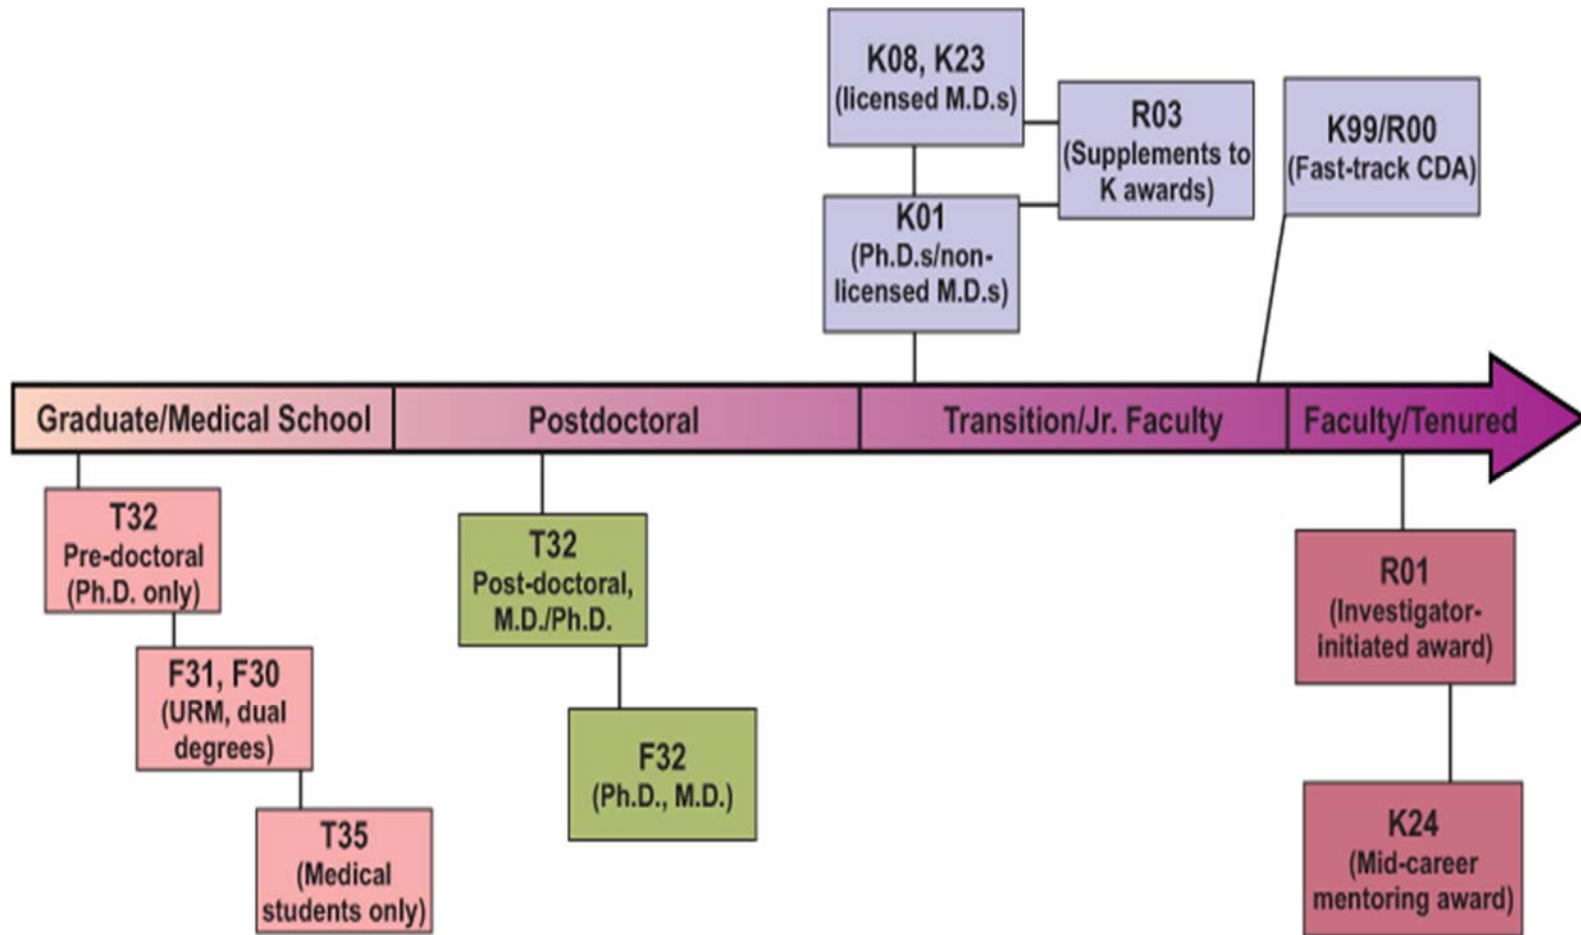 K08, K23
(licensed M.D.s)
R03
(Supplements to
K awards)
K99/R00
(Fast-track CDA)
K01
(Ph.D.s/non-
licensed M.D.s)
Graduate/Medical School
Postdoctoral
Transition/Jr. Faculty
Faculty/Tenured
T32
Pre-doctoral
(Ph.D. only)
F31, F30
(URM, dual
degrees)
T35
(Medical
students only)
T32
Post-doctoral,
M.D./Ph.D.
F32
(Ph.D., M.D.)
R01
(Investigator-
initiated award)
K24
(Mid-career
mentoring award)